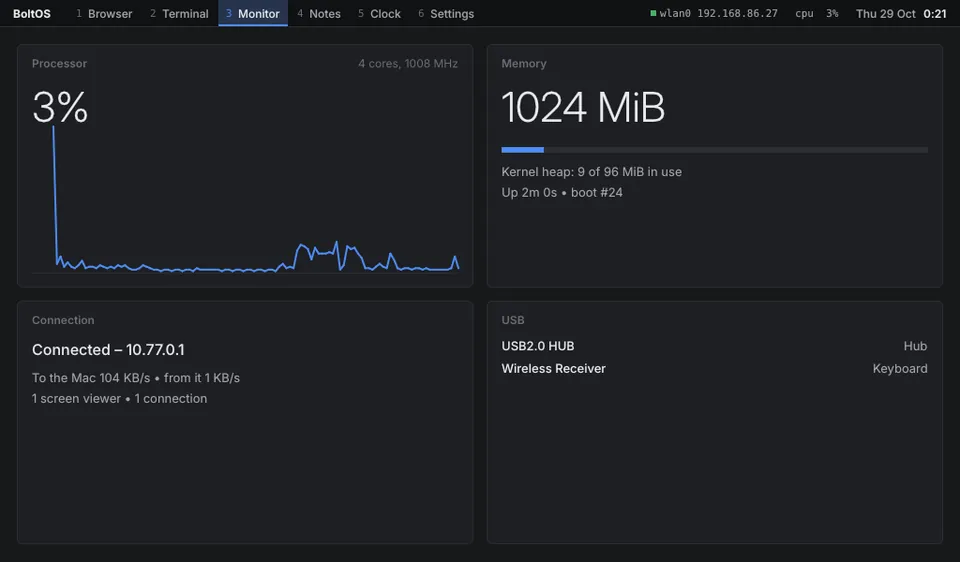 BoltOS 1 Browser 2 Terminal 3 Monitor 4 Notes 5 Clock 6 Settings wlan0 192.168.86.27 cpu 3% Thu 29 Oct 0:21
Processor 4 cores, 1008 MHz
3%
Memory
1024 MiB
Kernel heap: 9 of 96 MiB in use
Up 2m 0s • boot #24
Connection
Connected – 10.77.0.1
To the Mac 104 KB/s • from it 1 KB/s
1 screen viewer • 1 connection
USB
USB2.0 HUB Hub
Wireless Receiver Keyboard